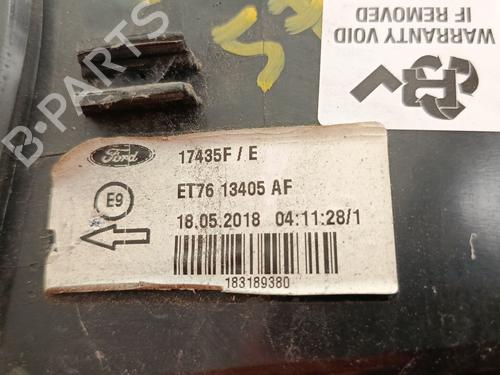 WARRANTY VOID
IF REMOVED
B-PARTS
Ford
17435F / E
E9
ET76 13405 AF
18.05.2018 04:11:28/1
183189380